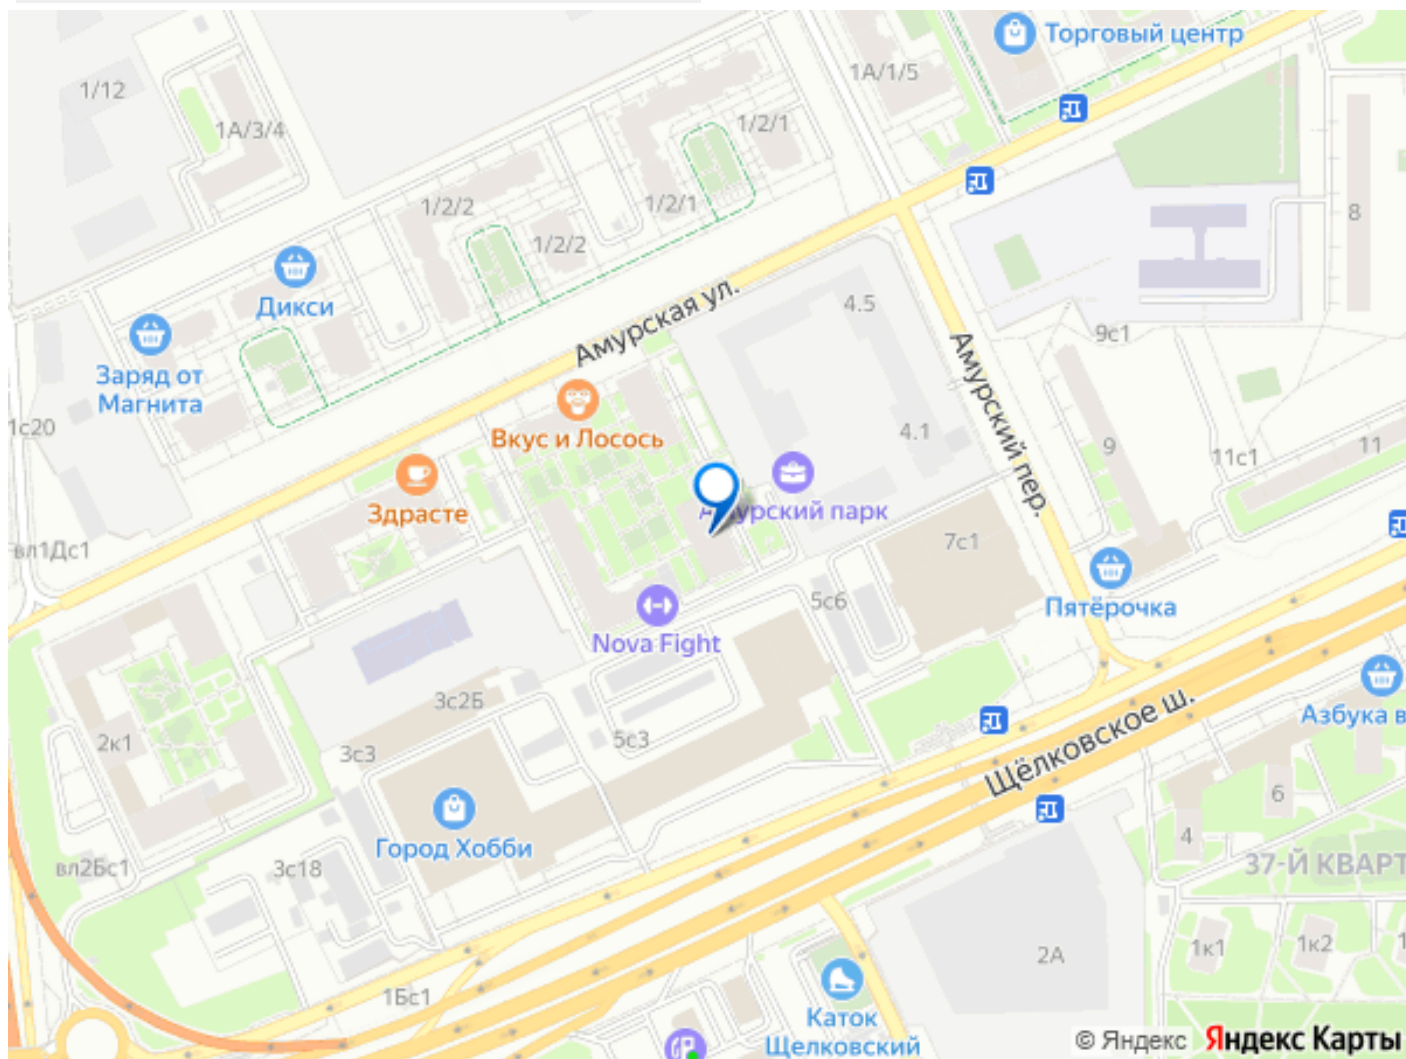 Торговый центр
1/12
1А/1/5
1А/3/4
1/2/1
1/2/2
1/2/1
8
1/2/2
Дикси
Амурская ул.
4.5
9с1
Заряд от
Магнита
Амурский пер.
1с20
Вкус и Лосось
4.1
9
11с1
11
Здрасте
Амурский парк
вл1Дс1
7с1
Пятёрочка
5с6
Nova Fight
3с2Б
Щёлковское ш.
Азбука в
2к1
3с3
5с3
Город Хобби
6
4
вл2Бс1
3с18
37-Й КВАРТ
2А
1к1
1к2
1
1Бс1
Каток
Щелковский
© Яндекс Яндекс Карты